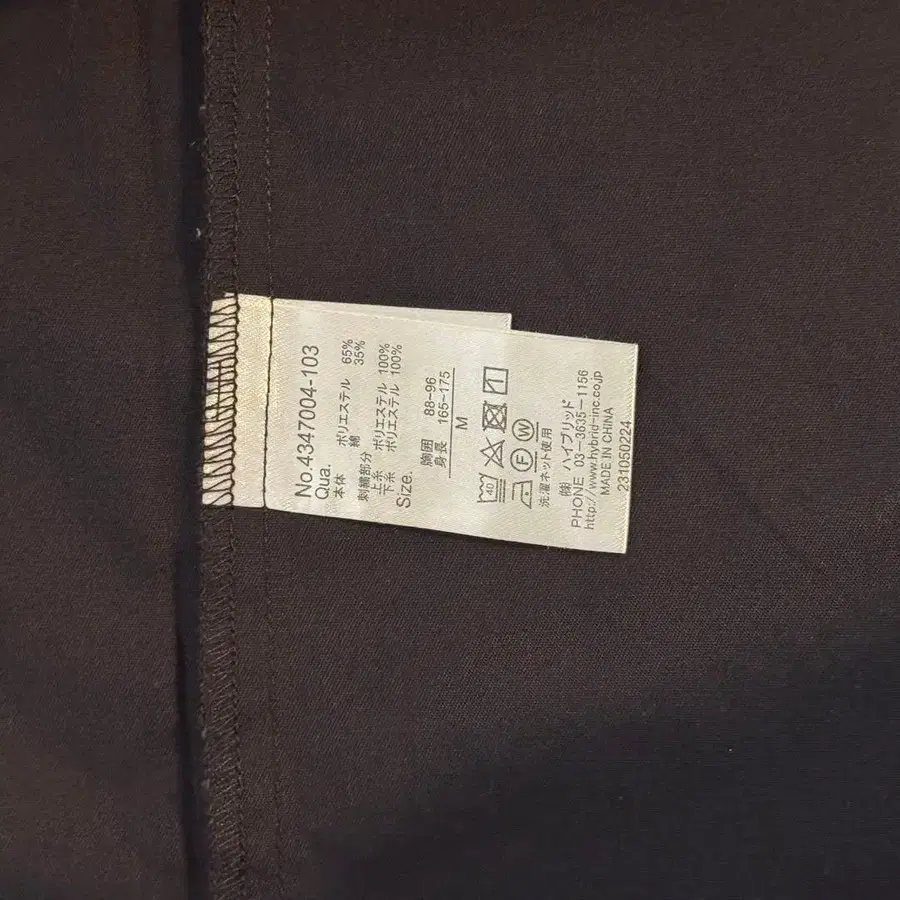 No.4347004-103
Qua.
本体 ポリエステル 65%
綿 35%
刺繍部分
上糸 ポリエステル 100%
下糸 ポリエステル 100%
Size.
胸囲 88~96
身長 165~175
M
40
1
F W
洗濯ネット使用
㈱ ハイブリッド
PHONE 03-3635-1156
http://www.hybrid-inc.co.jp
MADE IN CHINA
231050224